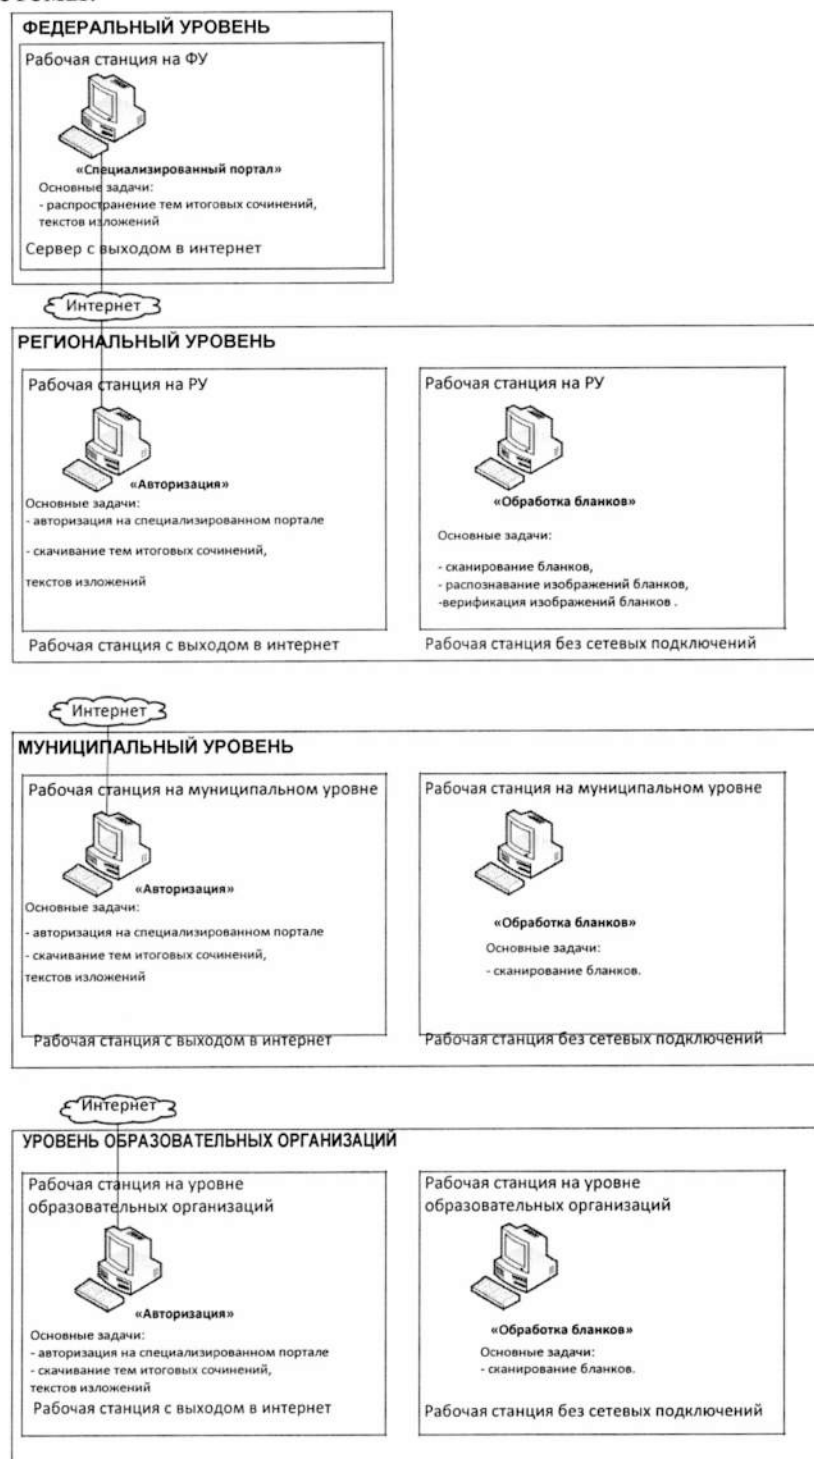 ФЕДЕРАЛЬНЫЙ УРОВЕНЬ
Рабочая станция на ФУ
«Специализированный портал»
Основные задачи:
- распространение тем итоговых сочинений,
текстов изложений
Сервер с выходом в интернет
Интернет
РЕГИОНАЛЬНЫЙ УРОВЕНЬ
Рабочая станция на РУ
«Авторизация»
Основные задачи:
- авторизация на специализированном портале
- скачивание тем итоговых сочинений,
текстов изложений
Рабочая станция с выходом в интернет
Рабочая станция на РУ
«Обработка бланков»
Основные задачи:
- сканирование бланков,
- распознавание изображений бланков,
-верификация изображений бланков .
Рабочая станция без сетевых подключений
Интернет
МУНИЦИПАЛЬНЫЙ УРОВЕНЬ
Рабочая станция на муниципальном уровне
«Авторизация»
Основные задачи:
- авторизация на специализированном портале
- скачивание тем итоговых сочинений,
текстов изложений
Рабочая станция с выходом в интернет
Рабочая станция на муниципальном уровне
«Обработка бланков»
Основные задачи:
- сканирование бланков.
Рабочая станция без сетевых подключений
Интернет
УРОВЕНЬ ОБРАЗОВАТЕЛЬНЫХ ОРГАНИЗАЦИЙ
Рабочая станция на уровне
образовательных организаций
«Авторизация»
Основные задачи:
- авторизация на специализированном портале
- скачивание тем итоговых сочинений,
текстов изложений
Рабочая станция с выходом в интернет
Рабочая станция на уровне
образовательных организаций
«Обработка бланков»
Основные задачи:
- сканирование бланков.
Рабочая станция без сетевых подключений